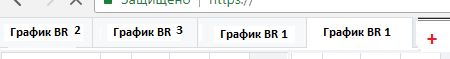 Защищено | https://
График BR 2 График BR 3 График BR 1 График BR 1 +